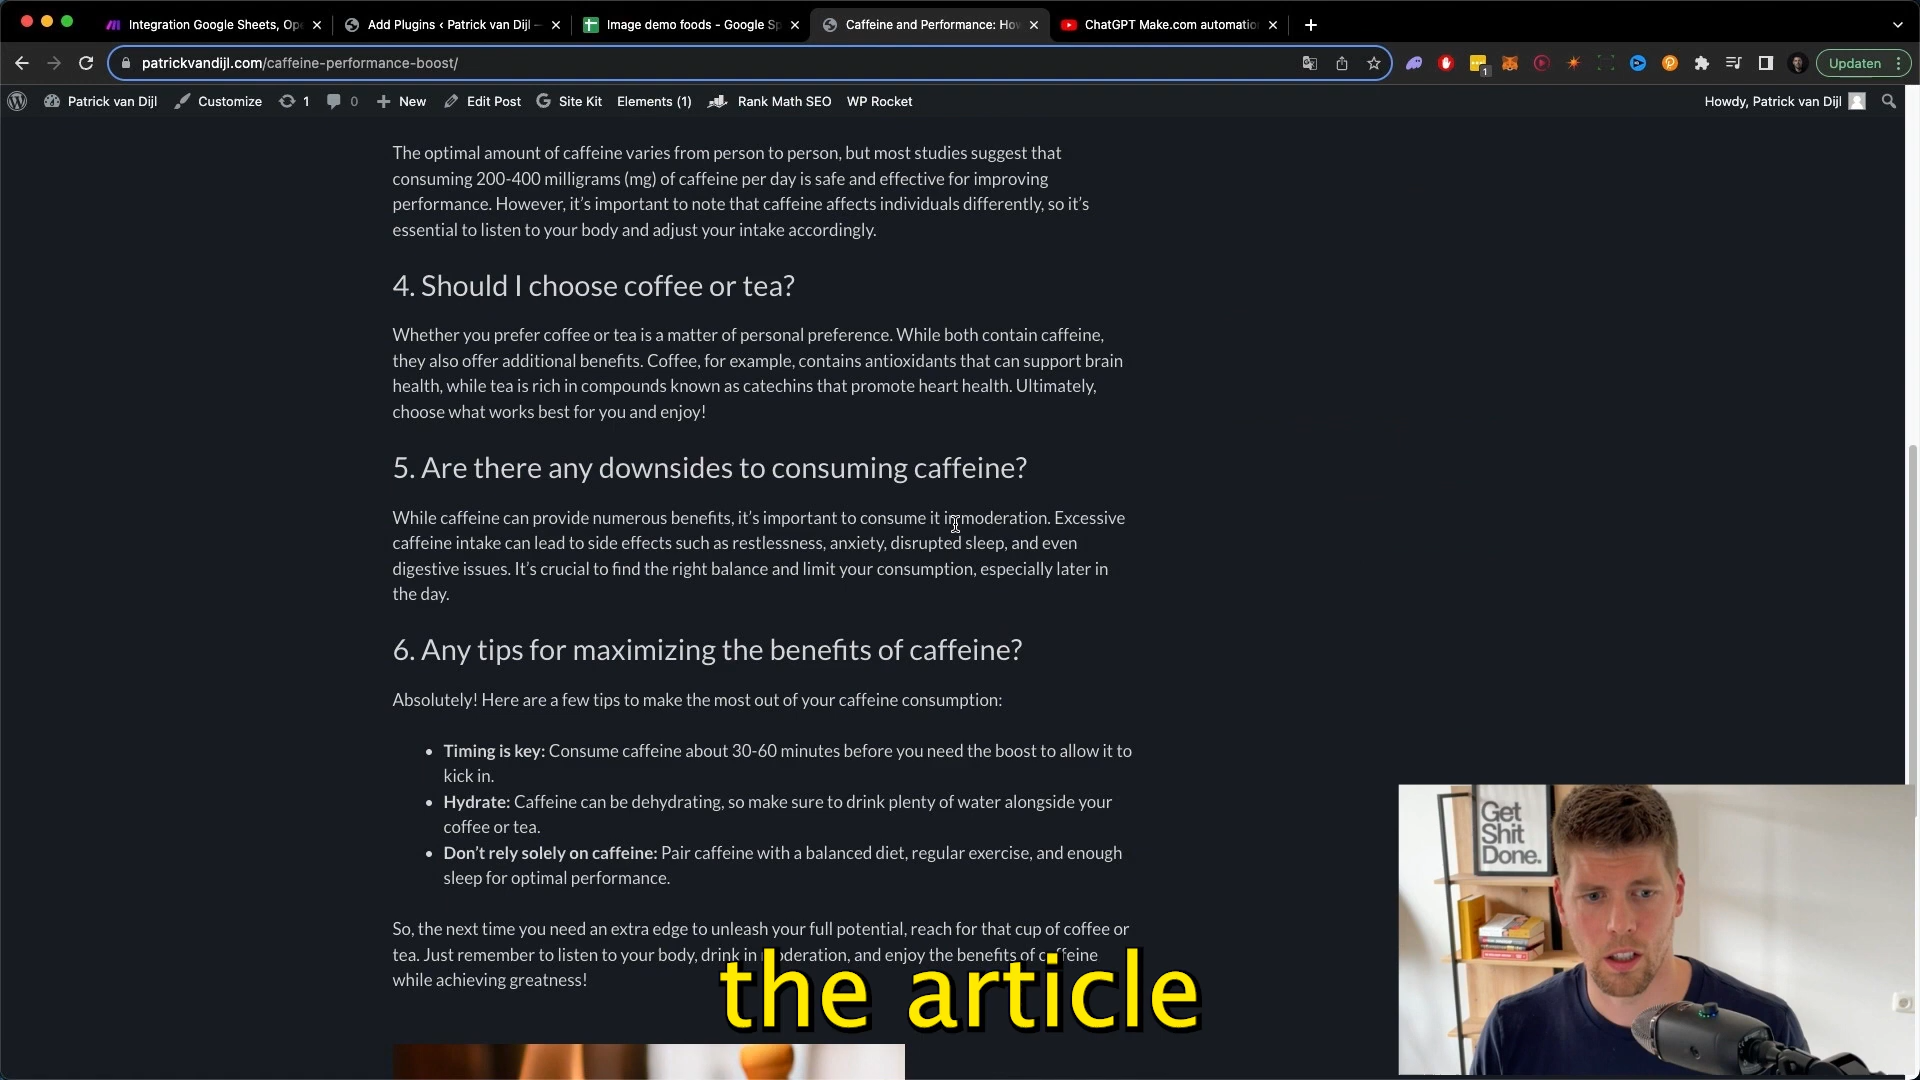 Integration Google Sheets, Ope
Add Plugins ‹ Patrick van Dijl —
Image demo foods - Google Sp
Caffeine and Performance: How
ChatGPT Make.com automatio
patrickvandijl.com/caffeine-performance-boost/
1
Updaten
Patrick van Dijl
Customize
1
0
New
Edit Post
Site Kit
Elements (1)
Rank Math SEO
WP Rocket
Howdy, Patrick van Dijl
The optimal amount of caffeine varies from person to person, but most studies suggest that
consuming 200-400 milligrams (mg) of caffeine per day is safe and effective for improving
performance. However, it’s important to note that caffeine affects individuals differently, so it’s
essential to listen to your body and adjust your intake accordingly.
4. Should I choose coffee or tea?
Whether you prefer coffee or tea is a matter of personal preference. While both contain caffeine,
they also offer additional benefits. Coffee, for example, contains antioxidants that can support brain
health, while tea is rich in compounds known as catechins that promote heart health. Ultimately,
choose what works best for you and enjoy!
5. Are there any downsides to consuming caffeine?
While caffeine can provide numerous benefits, it’s important to consume it in moderation. Excessive
caffeine intake can lead to side effects such as restlessness, anxiety, disrupted sleep, and even
digestive issues. It’s crucial to find the right balance and limit your consumption, especially later in
the day.
6. Any tips for maximizing the benefits of caffeine?
Absolutely! Here are a few tips to make the most out of your caffeine consumption:
• Timing is key: Consume caffeine about 30-60 minutes before you need the boost to allow it to
kick in.
• Hydrate: Caffeine can be dehydrating, so make sure to drink plenty of water alongside your
coffee or tea.
• Don’t rely solely on caffeine: Pair caffeine with a balanced diet, regular exercise, and enough
sleep for optimal performance.
So, the next time you need an extra edge to unleash your full potential, reach for that cup of coffee or
tea. Just remember to listen to your body, drink in moderation, and enjoy the benefits of caffeine
while achieving greatness!
the article
Get
Shit
Done.